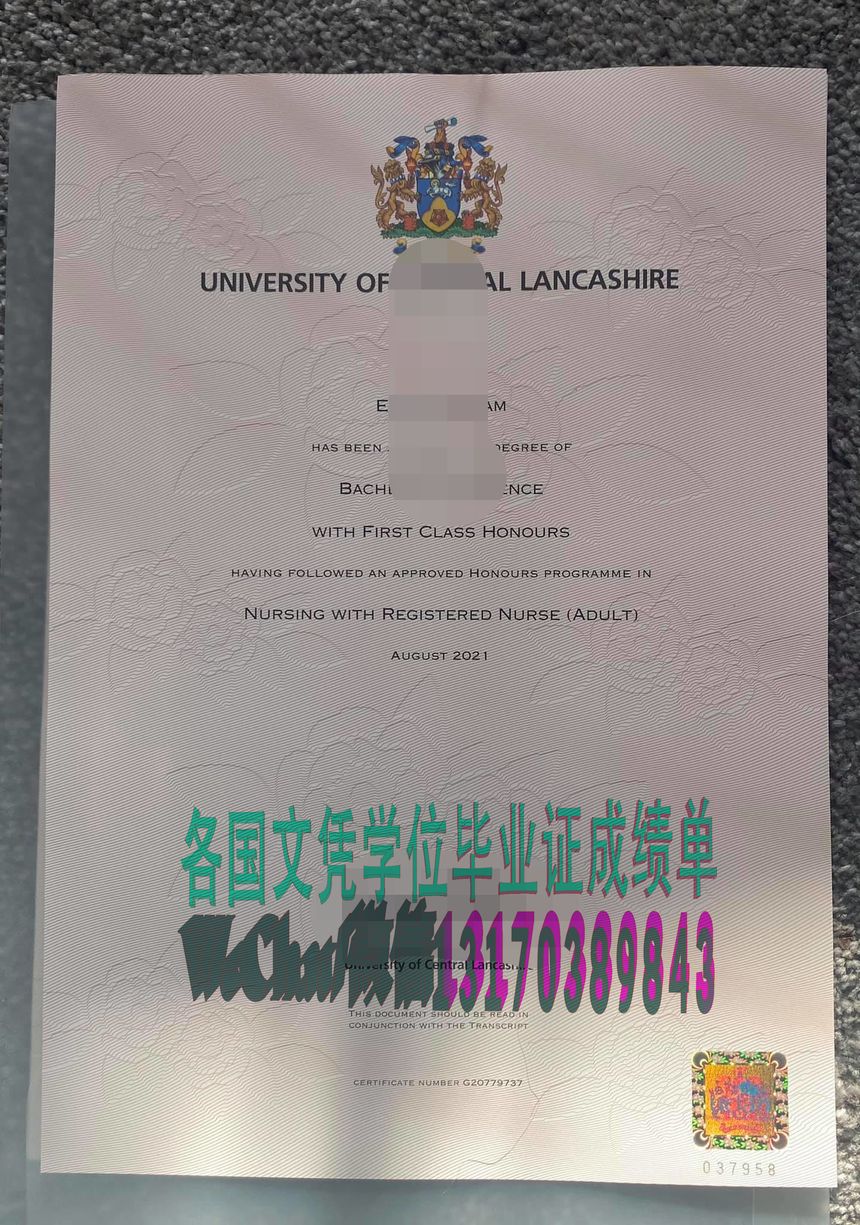 UNIVERSITY OF AL LANCASHIRE
HAS BEEN DEGREE OF
WITH FIRST CLASS HONOURS
HAVING FOLLOWED AN APPROVED HONOURS PROGRAMME IN
NURSING WITH REGISTERED NURSE (ADULT)
AUGUST 2021
各国文凭学位毕业证成绩单
WeChat微信13170389843
University of Central Lancashire
THIS DOCUMENT SHOULD BE READ IN
CONJUNCTION WITH THE TRANSCRIPT
CERTIFICATE NUMBER G20779737
037958